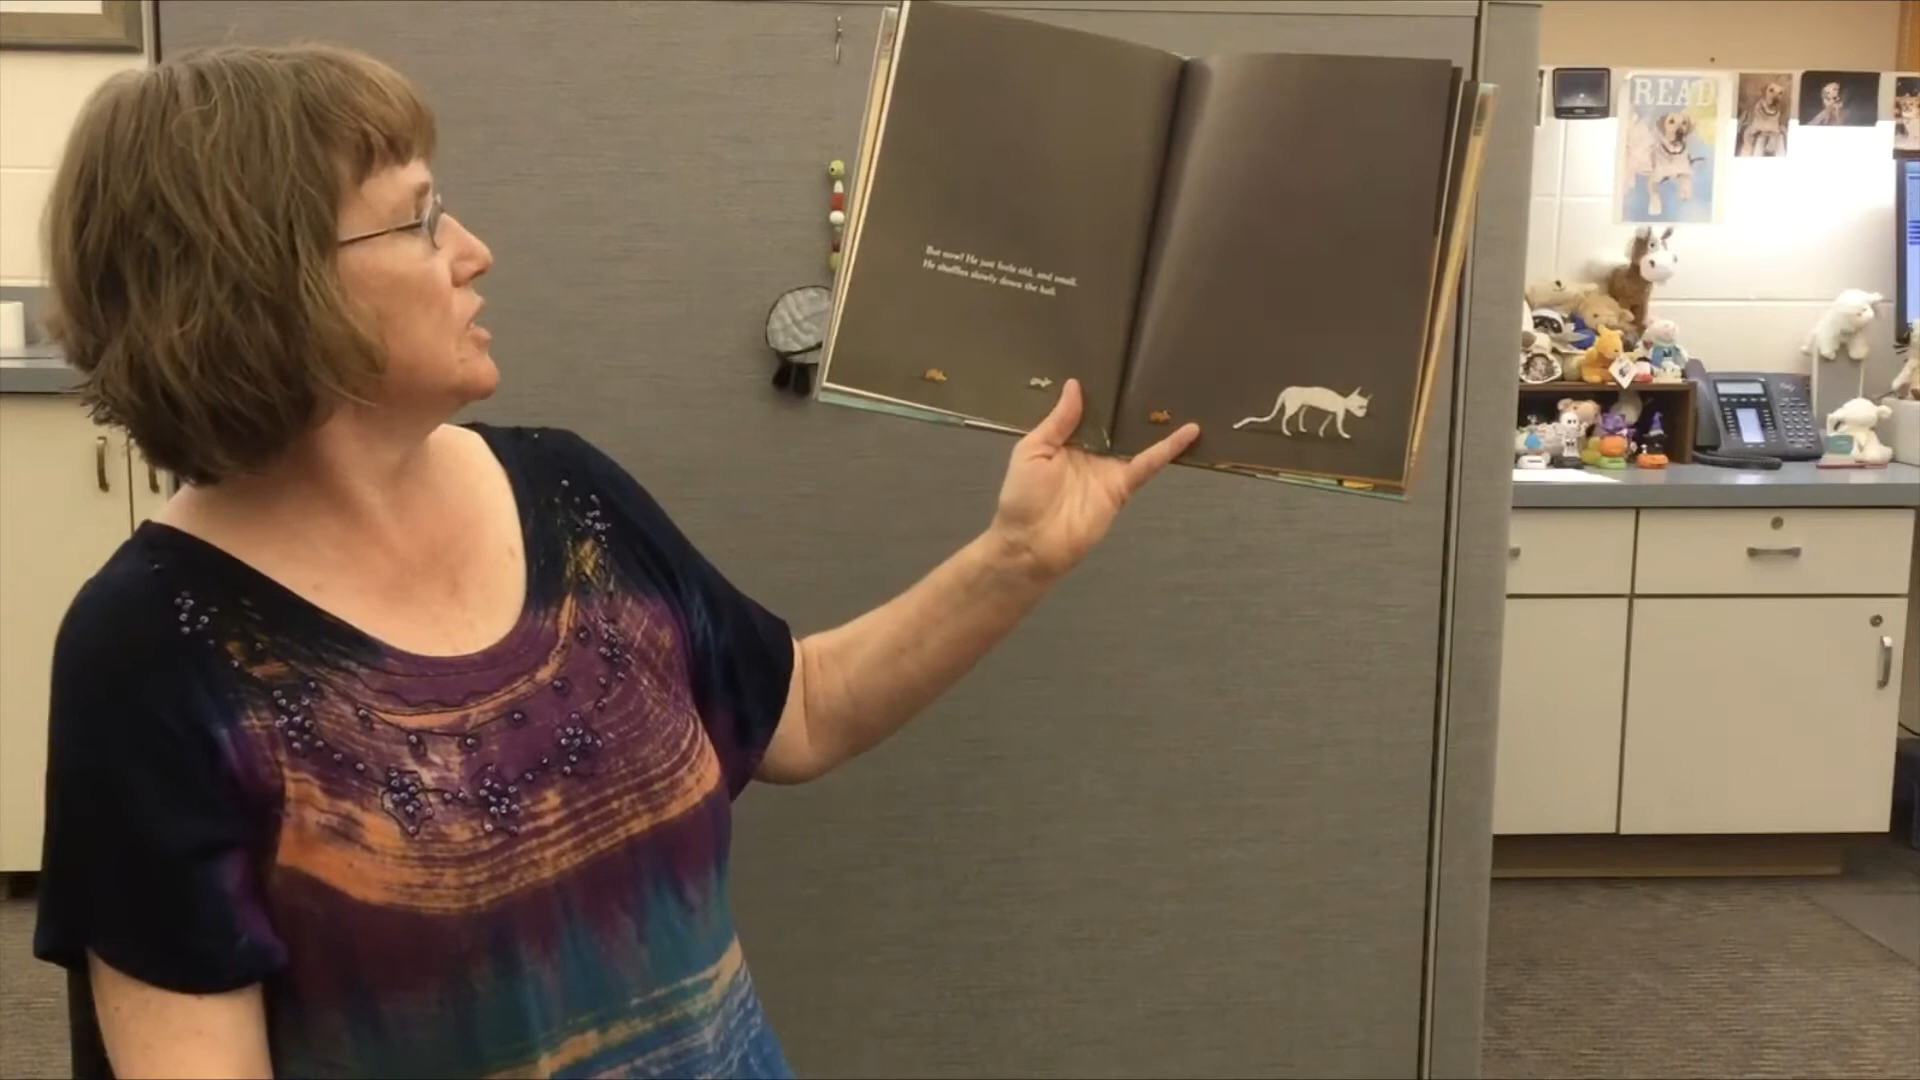 But now? He just feels old, and small.
He shuffles slowly down the hall.
READ